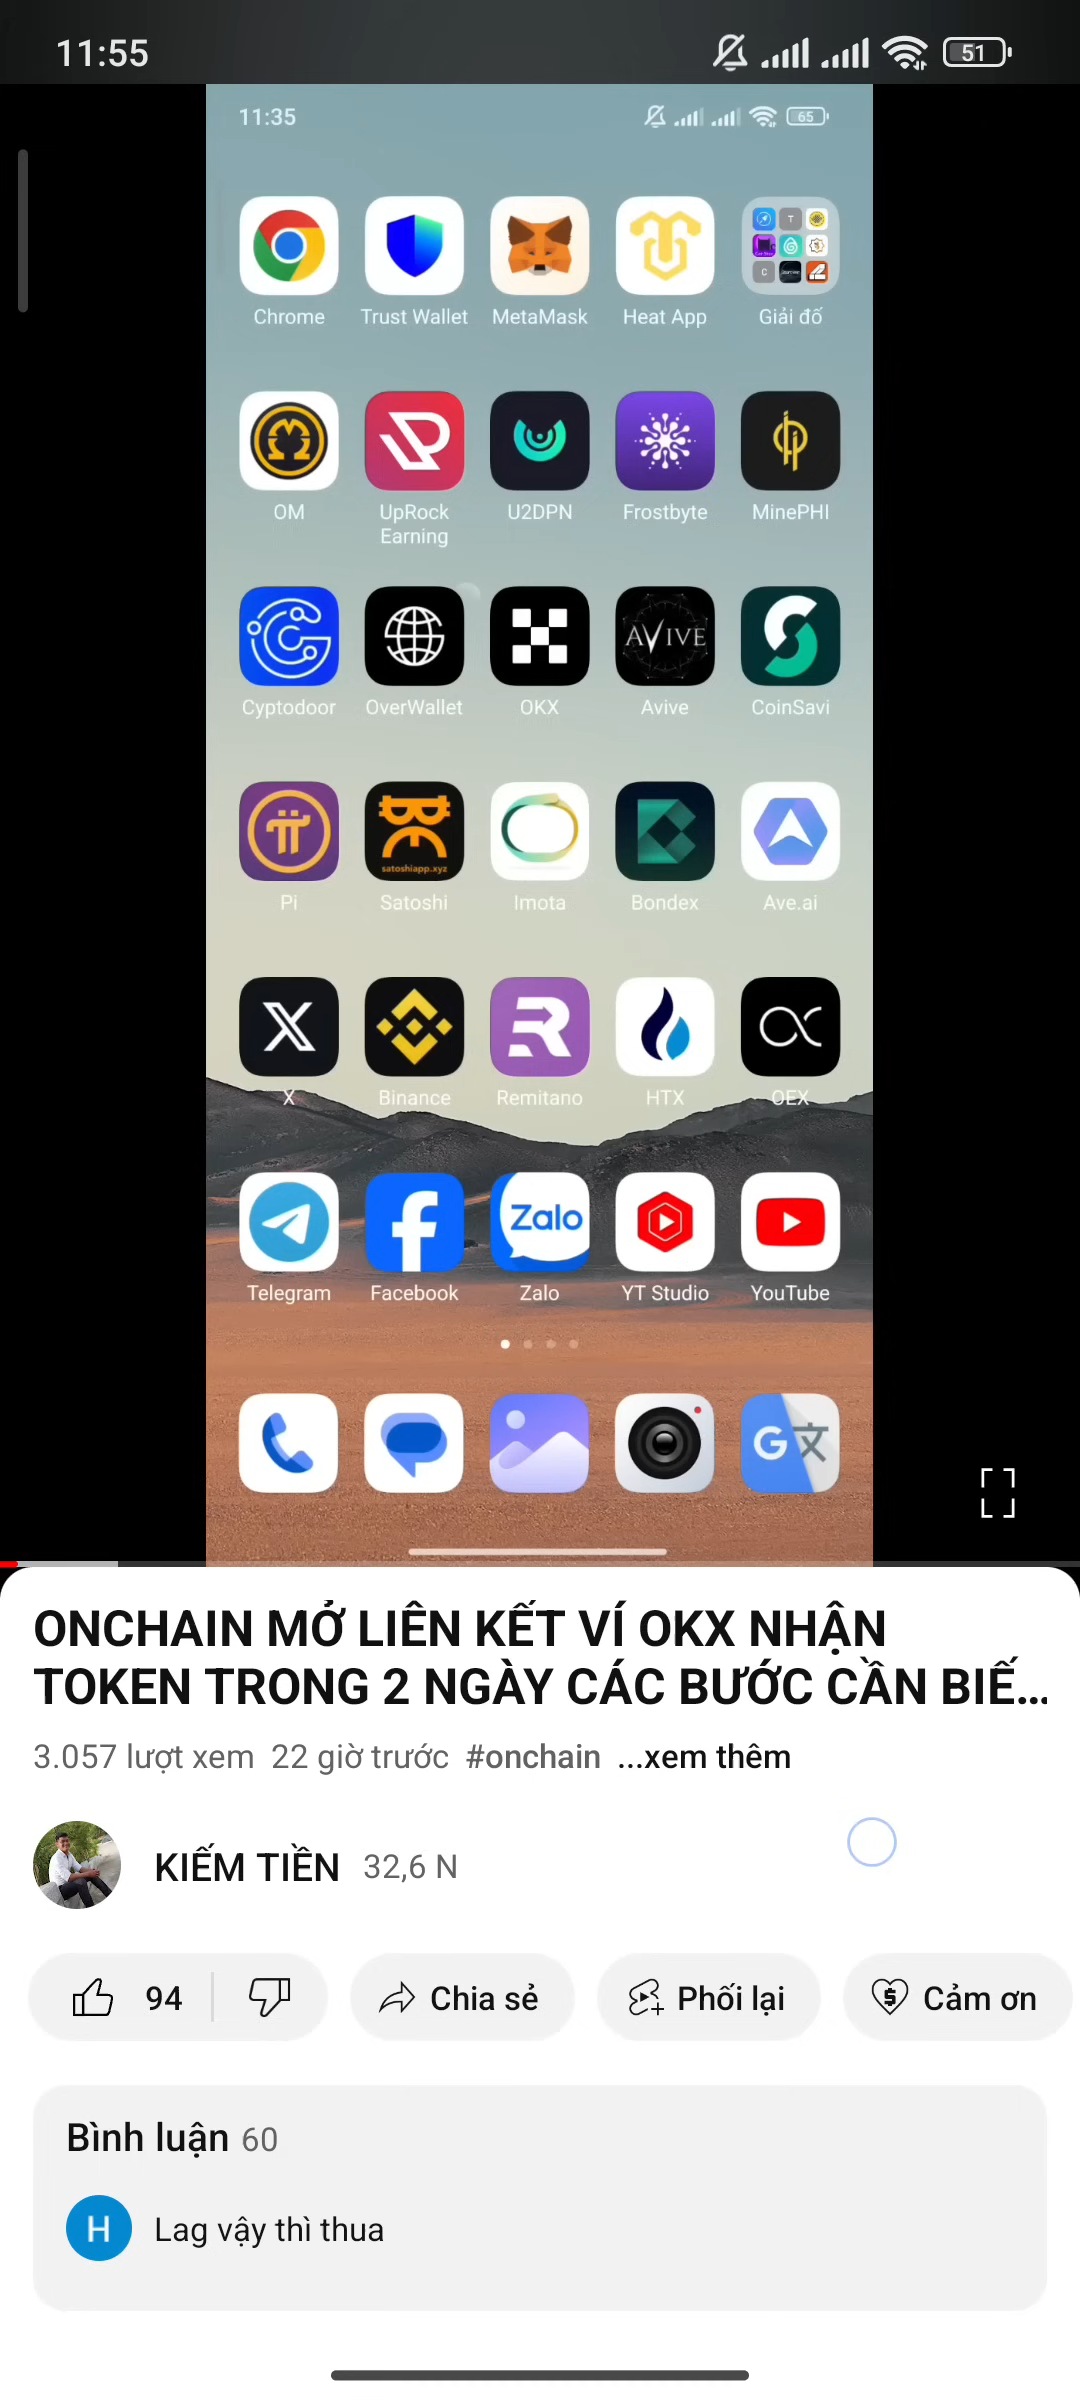 11:55
51
11:35
65
Chrome
Trust Wallet
MetaMask
Heat App
Giải đố
OM
UpRock
Earning
U2DPN
Frostbyte
MinePHI
AVIVE
Cyptodoor
OverWallet
OKX
Avive
CoinSavi
satoshiapp.xyz
Pi
Satoshi
Imota
Bondex
Ave.ai
X
Binance
Remitano
HTX
OEX
Zalo
Telegram
Facebook
Zalo
YT Studio
YouTube
ONCHAIN MỞ LIÊN KẾT VÍ OKX NHẬN
TOKEN TRONG 2 NGÀY CÁC BƯỚC CẦN BIẾ...
3.057 lượt xem 22 giờ trước #onchain ...xem thêm
KIẾM TIỀN 32,6 N
94
Chia sẻ
Phối lại
Cảm ơn
Bình luận 60
H
Lag vậy thì thua